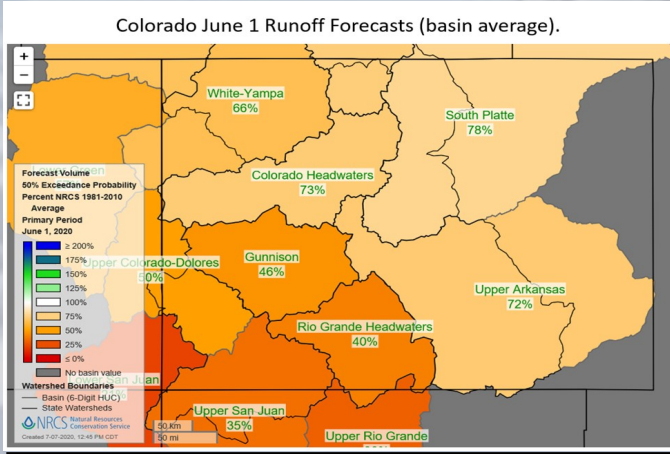 Colorado June 1 Runoff Forecasts (basin average).
+
−
White-Yampa
66%
South Platte
78%
Colorado Headwaters
73%
Forecast Volume
50% Exceedance Probability
Percent NRCS 1981-2010
Average
Primary Period
June 1, 2020
≥ 200%
175%
150%
125%
100%
75%
50%
25%
≤ 0%
No basin value
Watershed Boundaries
Basin (6-Digit HUC)
State Watersheds
NRCS Natural Resources
Conservation Service
Created 7-07-2020, 12:45 PM CDT
Upper Colorado-Dolores
50%
Gunnison
46%
Upper Arkansas
72%
Rio Grande Headwaters
40%
Lower San Juan
Upper San Juan
35%
Upper Rio Grande
50 Km
50 mi